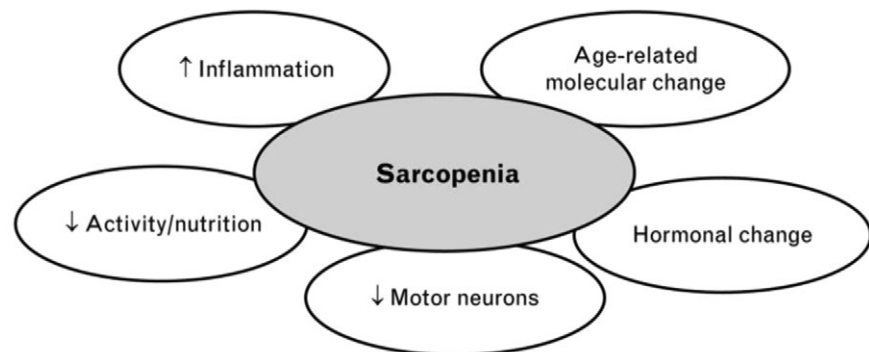 ↑ Inflammation
Age-related
molecular change
Sarcopenia
↓ Activity/nutrition
Hormonal change
↓ Motor neurons